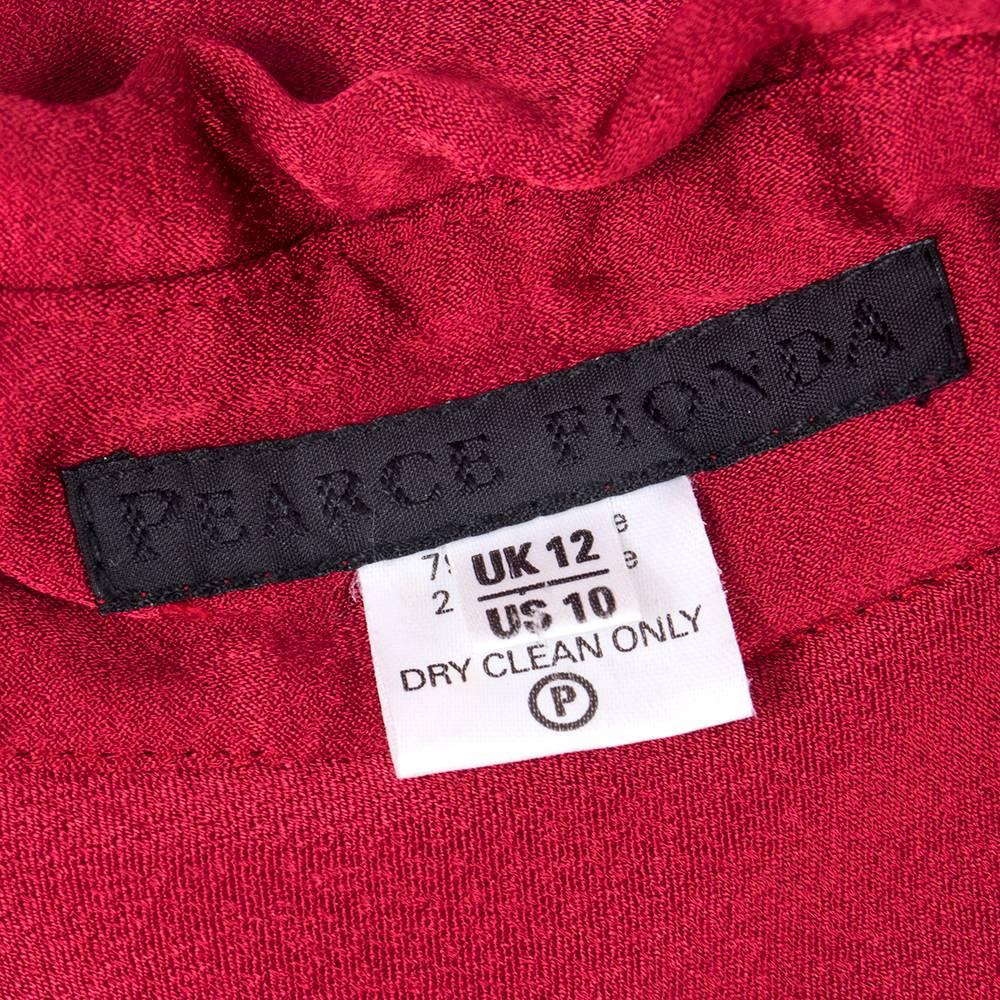 PEARCE FIONDA
UK 12
US 10
DRY CLEAN ONLY
P